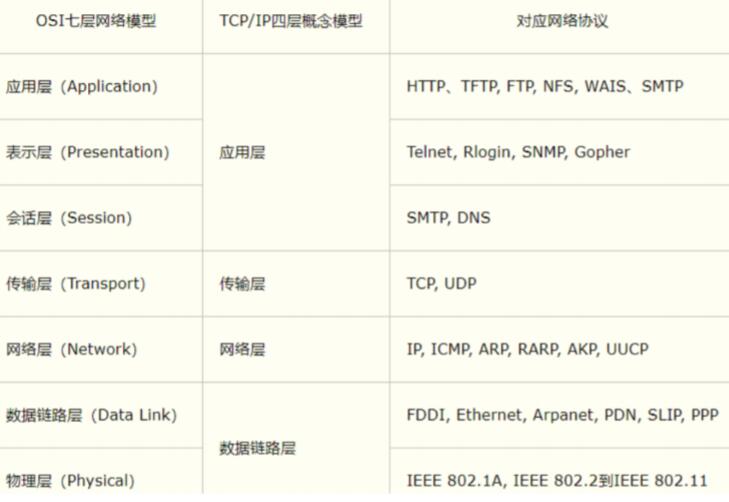 OSI七层网络模型 TCP/IP四层概念模型 对应网络协议
应用层（Application） HTTP、TFTP, FTP, NFS, WAIS、SMTP
表示层（Presentation） 应用层 Telnet, Rlogin, SNMP, Gopher
会话层（Session） SMTP, DNS
传输层（Transport） 传输层 TCP, UDP
网络层（Network） 网络层 IP, ICMP, ARP, RARP, AKP, UUCP
数据链路层（Data Link） FDDI, Ethernet, Arpanet, PDN, SLIP, PPP
数据链路层
物理层（Physical） IEEE 802.1A, IEEE 802.2到IEEE 802.11